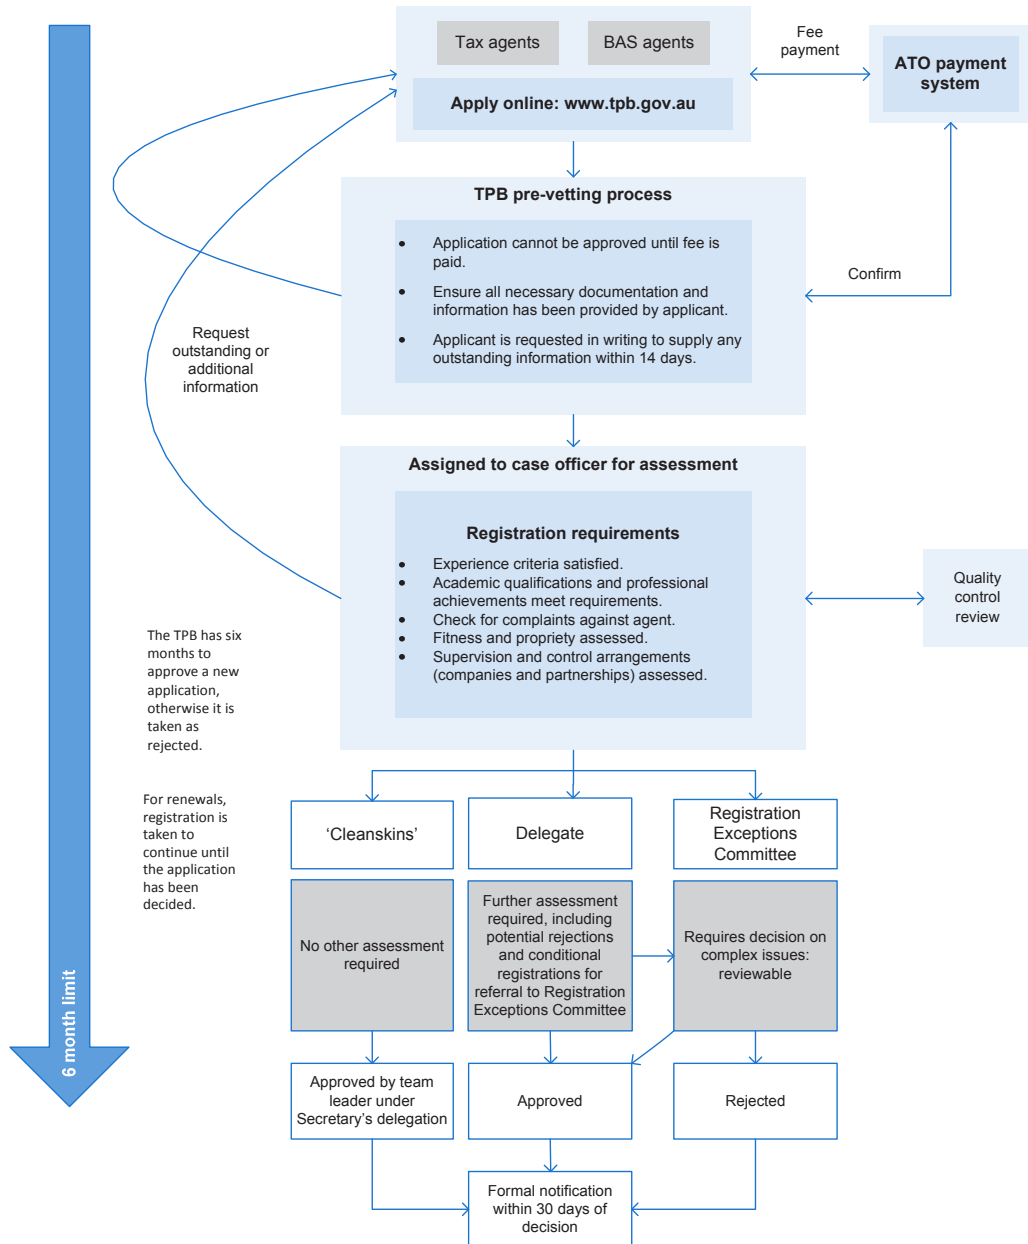 Tax agents
BAS agents
Fee
payment
ATO payment
system
Apply online: www.tpb.gov.au
TPB pre-vetting process
• Application cannot be approved until fee is
paid.
• Ensure all necessary documentation and
information has been provided by applicant.
• Applicant is requested in writing to supply any
outstanding information within 14 days.
Confirm
Request
outstanding or
additional
information
Assigned to case officer for assessment
Registration requirements
• Experience criteria satisfied.
• Academic qualifications and professional
achievements meet requirements.
• Check for complaints against agent.
• Fitness and propriety assessed.
• Supervision and control arrangements
(companies and partnerships) assessed.
Quality
control
review
The TPB has six
months to
approve a new
application,
otherwise it is
taken as
rejected.
For renewals,
registration is
taken to
continue until
the application
has been
decided.
6 month limit
‘Cleanskins’
Delegate
Registration
Exceptions
Committee
No other assessment
required
Further assessment
required, including
potential rejections
and conditional
registrations for
referral to Registration
Exceptions Committee
Requires decision on
complex issues:
reviewable
Approved by team
leader under
Secretary’s delegation
Approved
Rejected
Formal notification
within 30 days of
decision